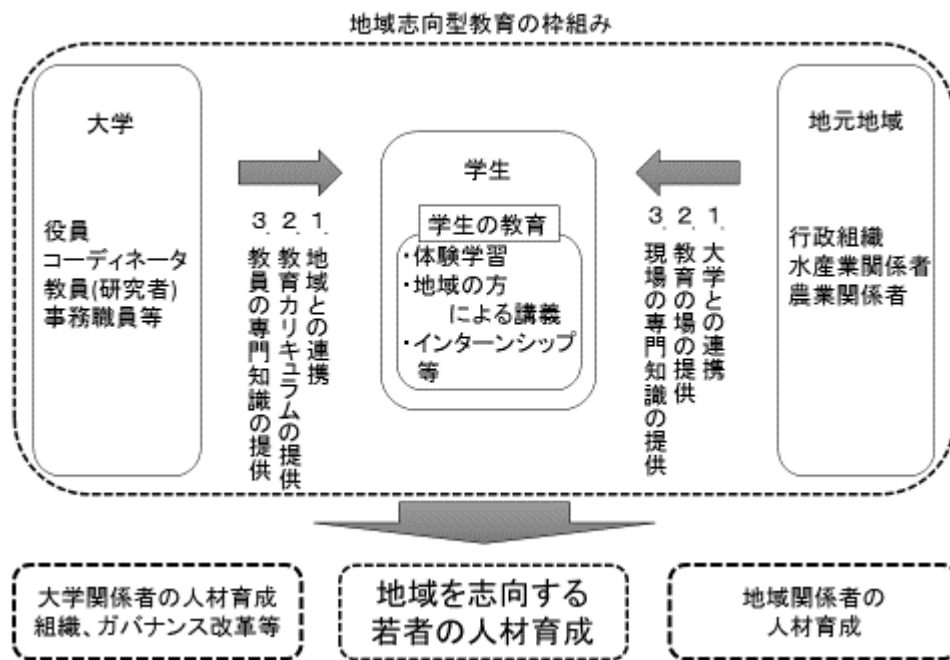 地域志向型教育の枠組み
大学
役員
コーディネータ
教員(研究者)
事務職員等
1. 地域との連携
2. 教育カリキュラムの提供
3. 教員の専門知識の提供
学生
学生の教育
・体験学習
・地域の方
による講義
・インターンシップ
等
1. 大学との連携
2. 教育の場の提供
3. 現場の専門知識の提供
地元地域
行政組織
水産業関係者
農業関係者
大学関係者の人材育成
組織、ガバナンス改革等
地域を志向する
若者の人材育成
地域関係者の
人材育成